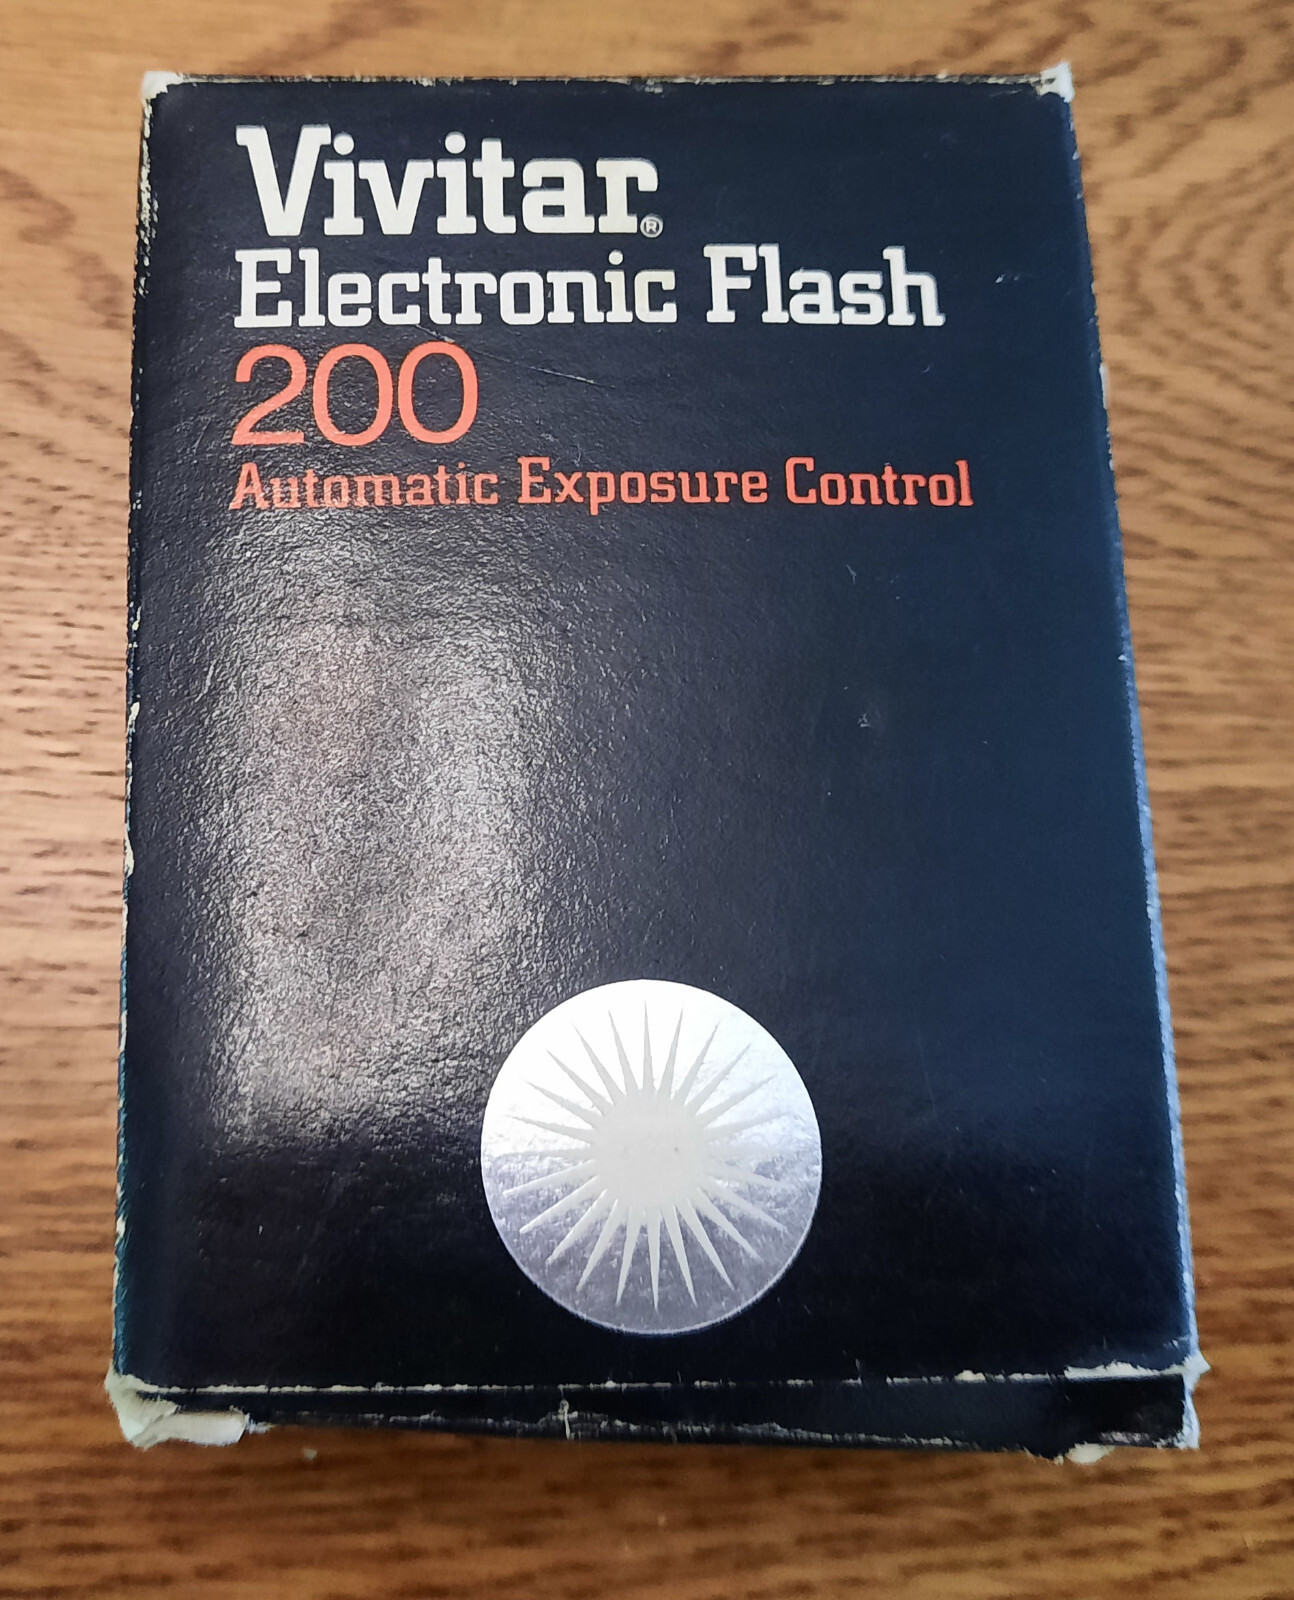 Vivitar®
Electronic Flash
200
Automatic Exposure Control